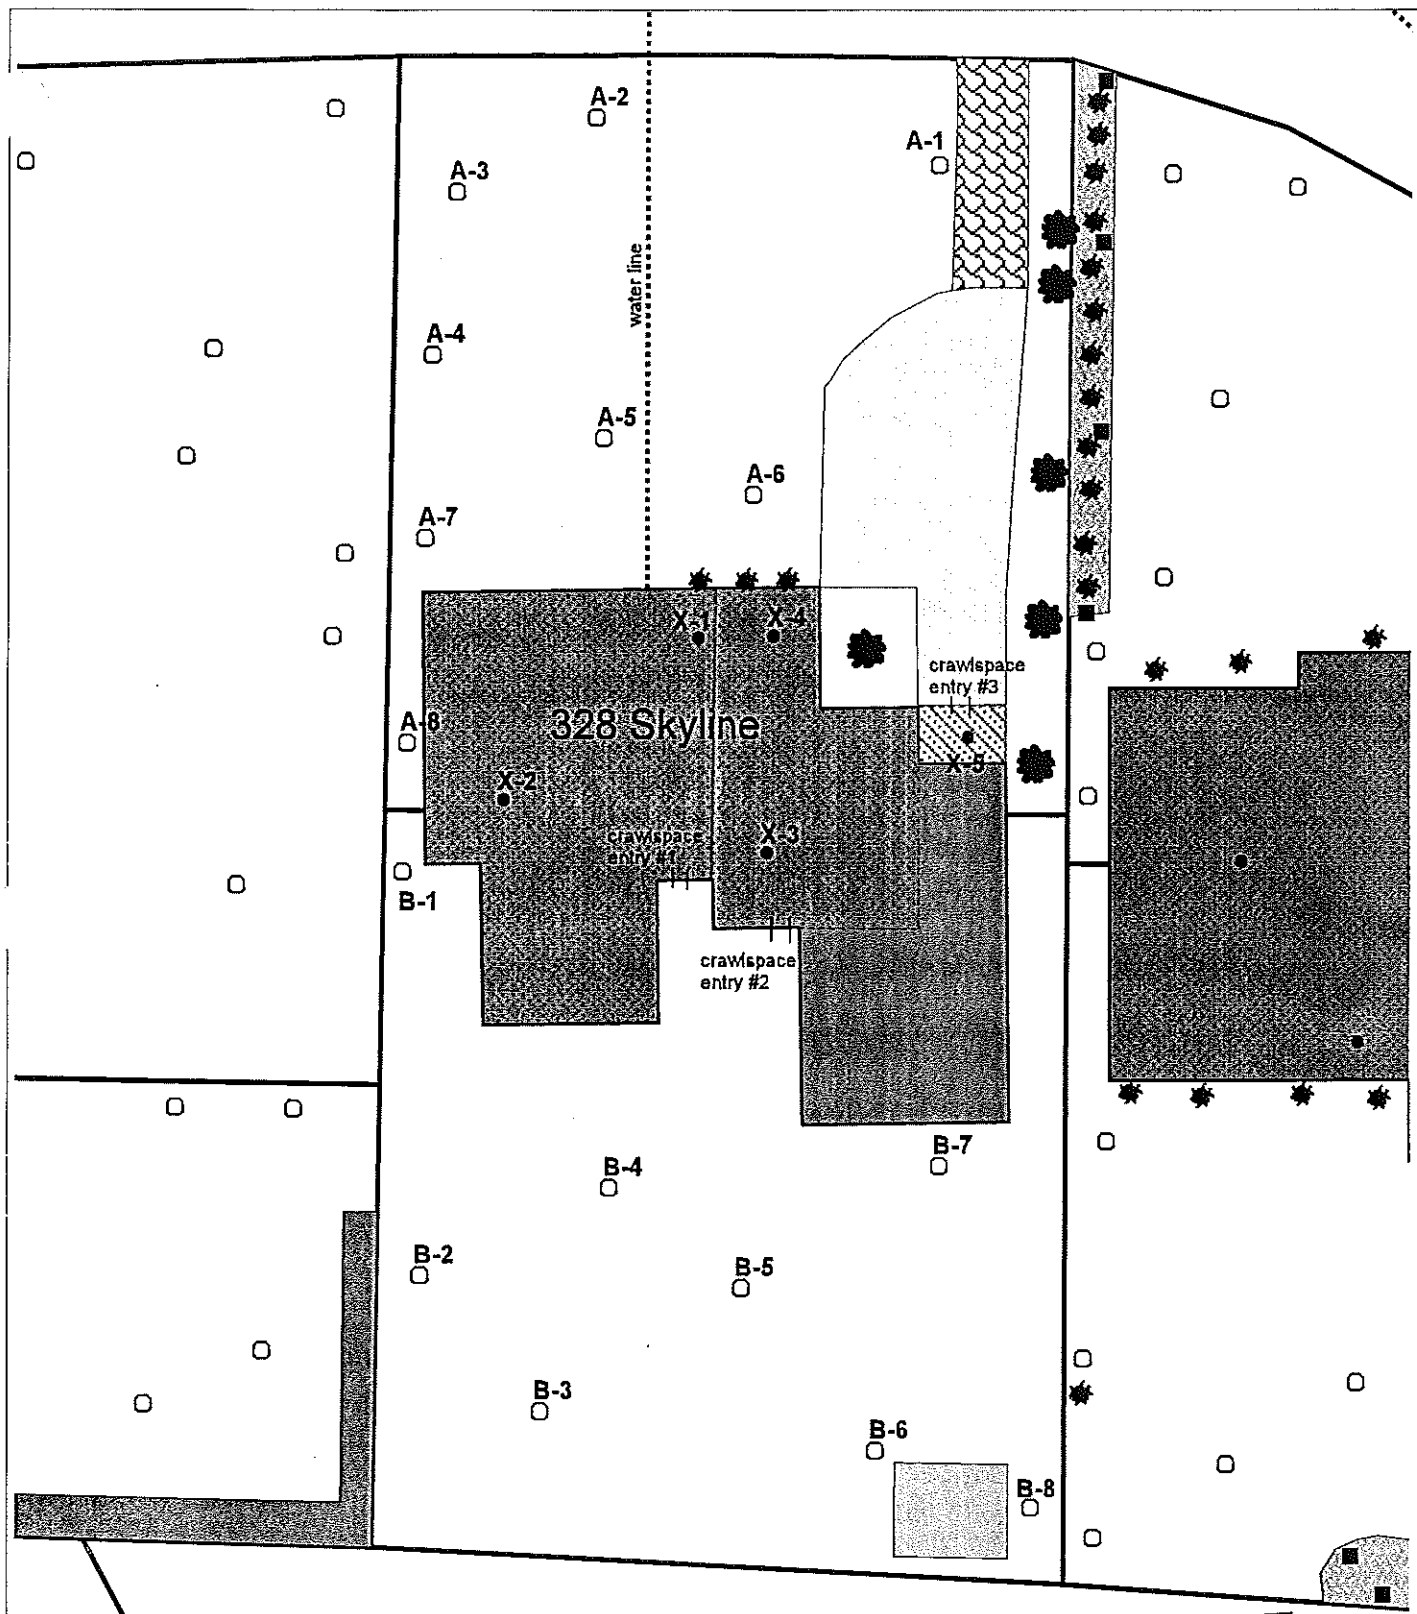 A-2
A-1
A-3
water line
A-4
A-5
A-6
A-7
X-1
X-4
crawlspace
entry #3
A-8
328 Skyline
X-5
X-2
crawlspace
entry #1
X-3
B-1
crawlspace
entry #2
B-7
B-4
B-2
B-5
B-3
B-6
B-8